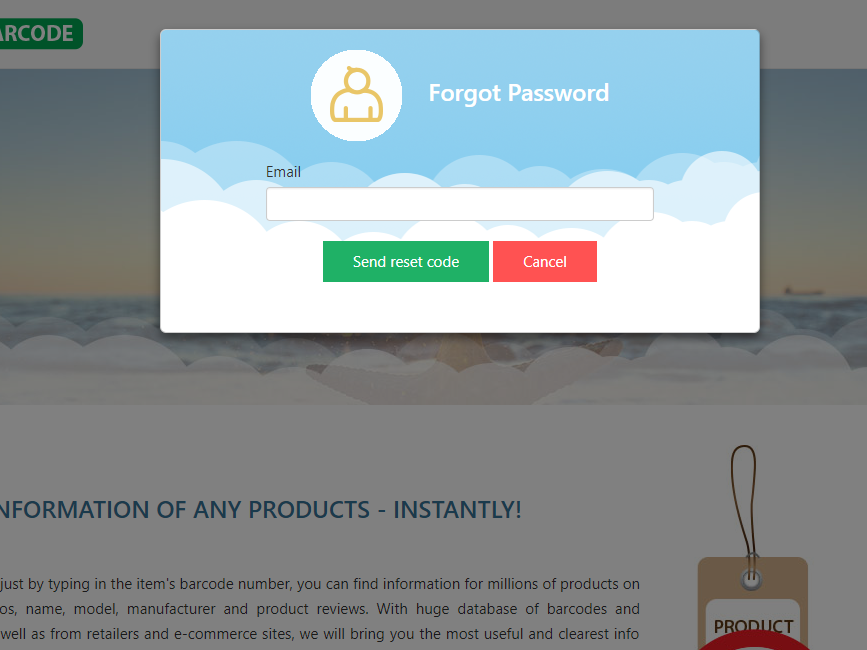 ARCODE
Forgot Password
Email
Send reset code
Cancel
NFORMATION OF ANY PRODUCTS - INSTANTLY!
just by typing in the item's barcode number, you can find information for millions of products on
os, name, model, manufacturer and product reviews. With huge database of barcodes and
well as from retailers and e-commerce sites, we will bring you the most useful and clearest info
PRODUCT